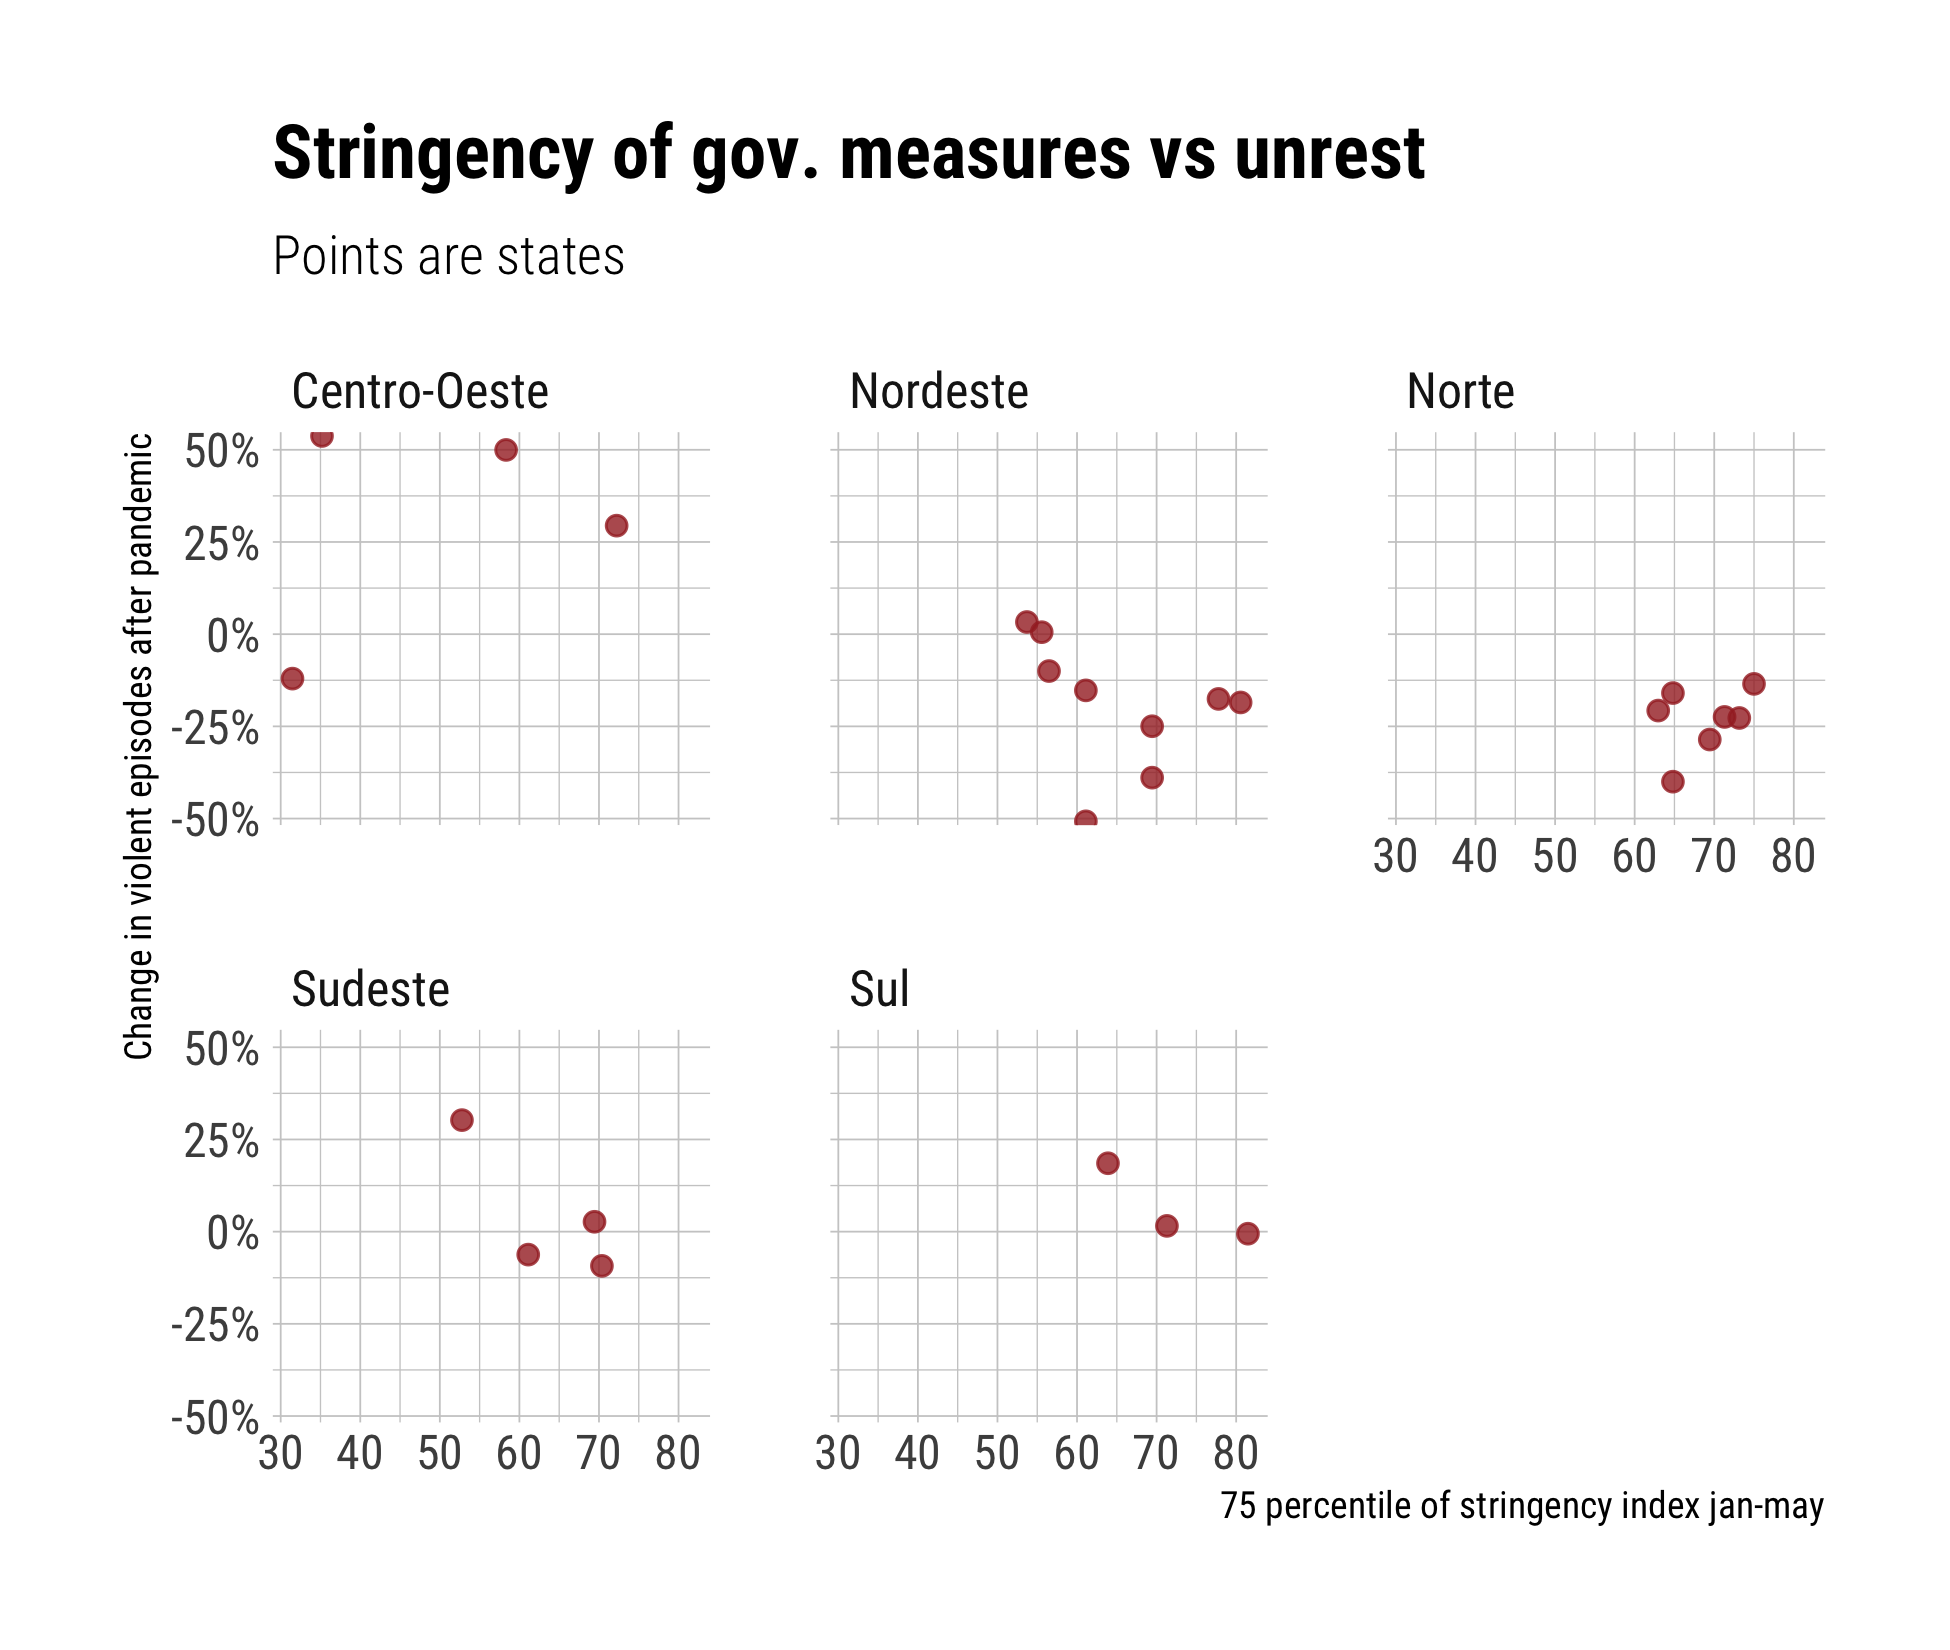 Stringency of gov. measures vs unrest
Points are states
Change in violent episodes after pandemic
Centro-Oeste
50%
25%
0%
-25%
-50%
Nordeste
Norte
30 40 50 60 70 80
Sudeste
50%
25%
0%
-25%
-50%
30 40 50 60 70 80
Sul
30 40 50 60 70 80
75 percentile of stringency index jan-may